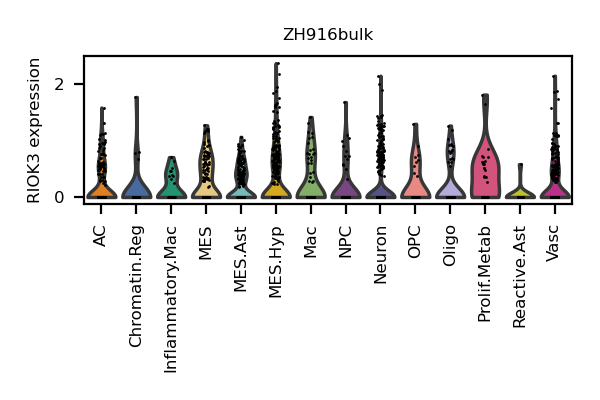 ZH916bulk
RIOK3 expression
2
0
AC
Chromatin.Reg
Inflammatory.Mac
MES
MES.Ast
MES.Hyp
Mac
NPC
Neuron
OPC
Oligo
Prolif.Metab
Reactive.Ast
Vasc